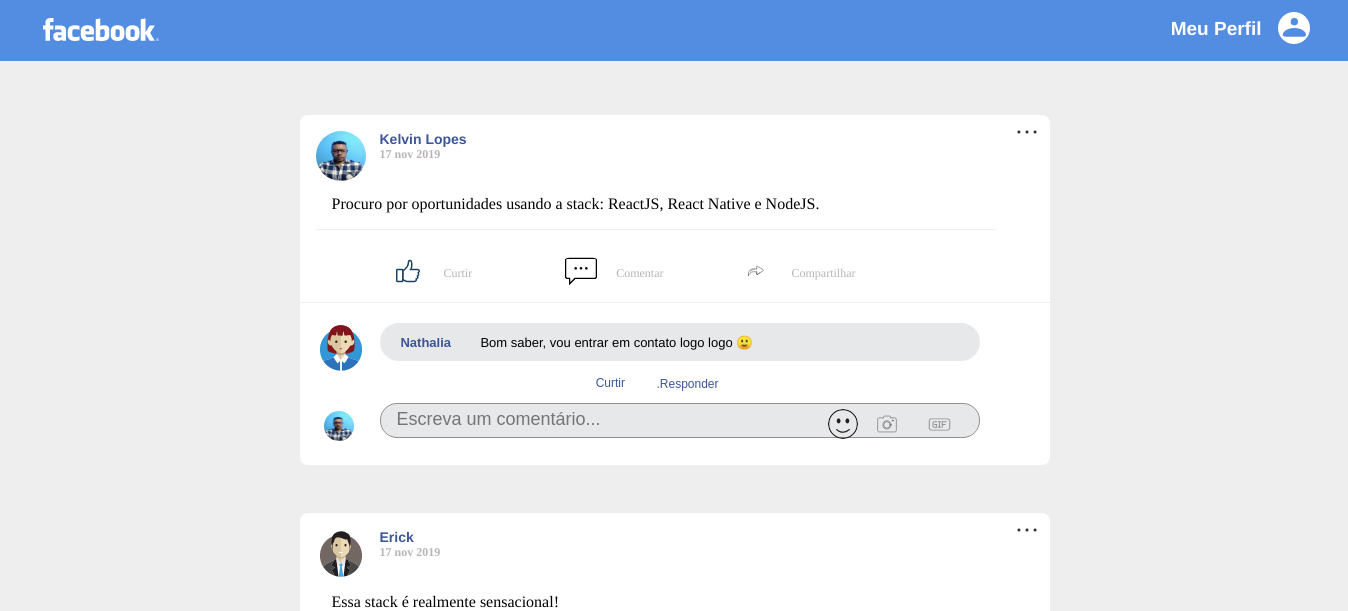 facebook.
Meu Perfil
Kelvin Lopes
17 nov 2019
Procuro por oportunidades usando a stack: ReactJS, React Native e NodeJS.
Curtir
Comentar
Compartilhar
Nathalia
Bom saber, vou entrar em contato logo logo 🙂
Curtir
.Responder
Escreva um comentário...
GIF
Erick
17 nov 2019
Essa stack é realmente sensacional!